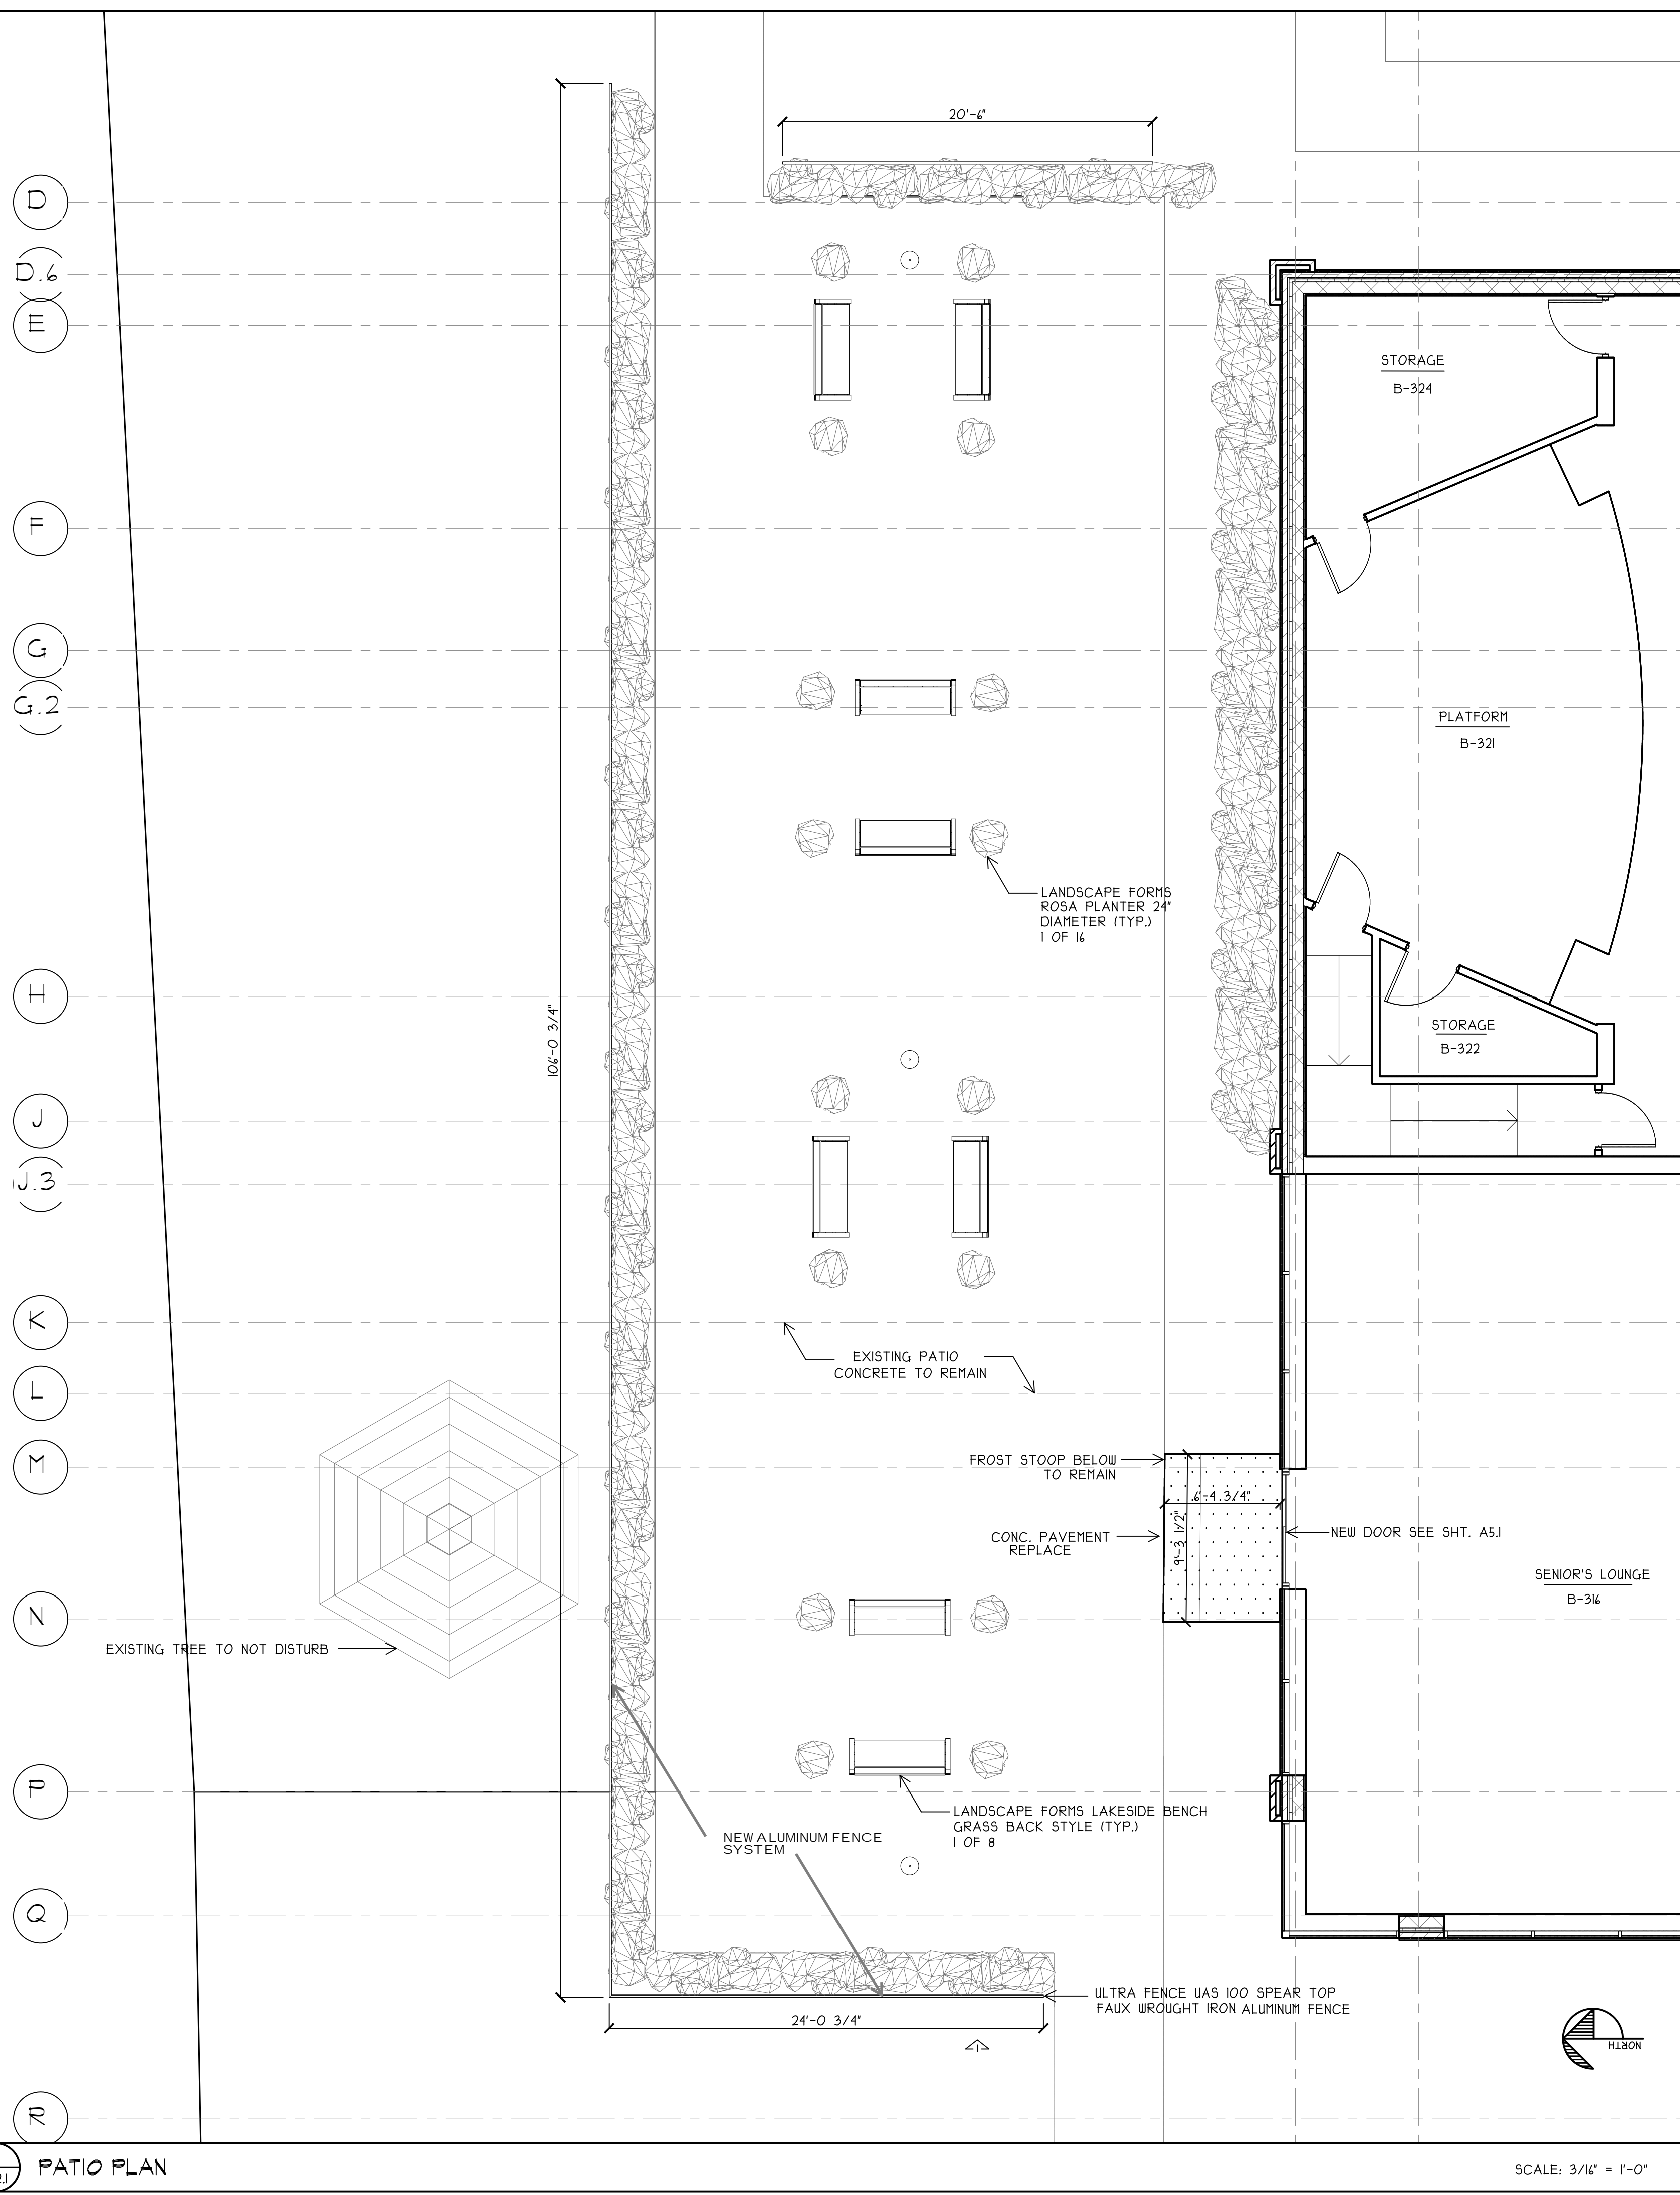 20'-6"
D
D.6
E
STORAGE
B-324
F
G
G.2
PLATFORM
B-321
LANDSCAPE FORMS
ROSA PLANTER 24"
DIAMETER (TYP.)
1 OF 16
H
106'-0 3/4"
STORAGE
B-322
J
J.3
K
EXISTING PATIO
CONCRETE TO REMAIN
L
M
FROST STOOP BELOW
TO REMAIN
6'-4 3/4"
9'-3 1/2"
CONC. PAVEMENT
REPLACE
NEW DOOR SEE SHT. A5.1
SENIOR'S LOUNGE
B-316
N
EXISTING TREE TO NOT DISTURB
P
LANDSCAPE FORMS LAKESIDE BENCH
GRASS BACK STYLE (TYP.)
1 OF 8
NEW ALUMINUM FENCE
SYSTEM
Q
ULTRA FENCE UAS 100 SPEAR TOP
FAUX WROUGHT IRON ALUMINUM FENCE
24'-0 3/4"
1
NORTH
R
PATIO PLAN
SCALE: 3/16" = 1'-0"